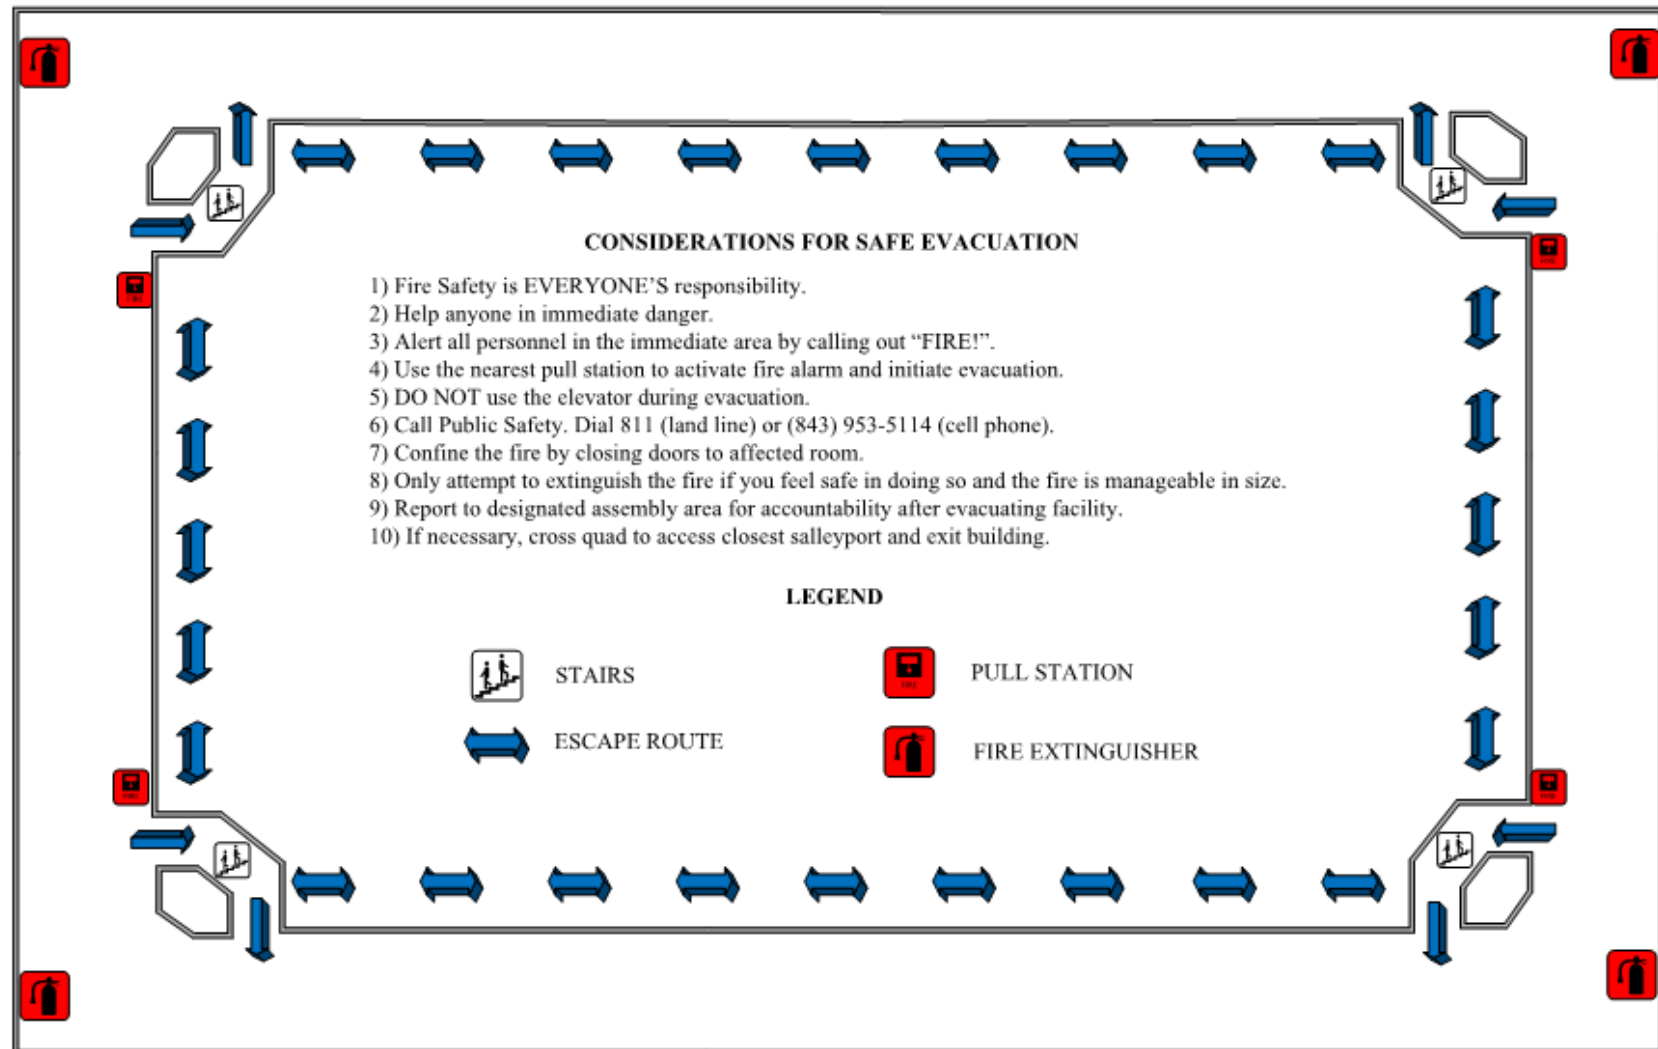 CONSIDERATIONS FOR SAFE EVACUATION
1) Fire Safety is EVERYONE'S responsibility.
2) Help anyone in immediate danger.
3) Alert all personnel in the immediate area by calling out “FIRE!”.
4) Use the nearest pull station to activate fire alarm and initiate evacuation.
5) DO NOT use the elevator during evacuation.
6) Call Public Safety. Dial 811 (land line) or (843) 953-5114 (cell phone).
7) Confine the fire by closing doors to affected room.
8) Only attempt to extinguish the fire if you feel safe in doing so and the fire is manageable in size.
9) Report to designated assembly area for accountability after evacuating facility.
10) If necessary, cross quad to access closest salleyport and exit building.
LEGEND
STAIRS
PULL STATION
ESCAPE ROUTE
FIRE EXTINGUISHER